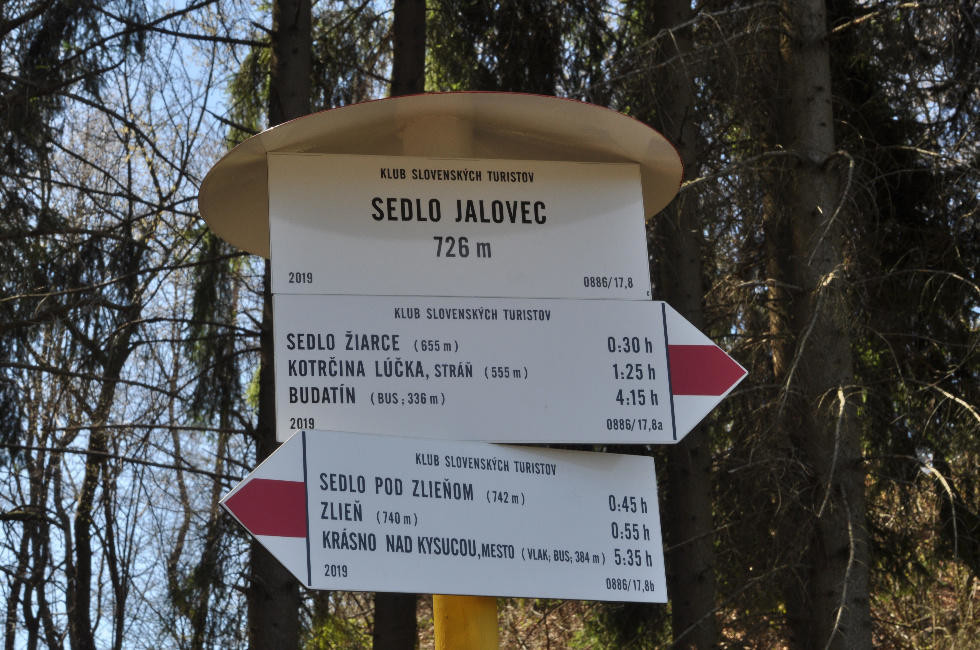 KLUB SLOVENSKÝCH TURISTOV
SEDLO JALOVEC
726 m
2019 0886/17,8
KLUB SLOVENSKÝCH TURISTOV
SEDLO ŽIARCE (655 m) 0:30 h
KOTRČINA LÚČKA, STRÁŇ (555 m) 1:25 h
BUDATÍN (BUS; 336 m) 4:15 h
2019 0886/17,8a
KLUB SLOVENSKÝCH TURISTOV
SEDLO POD ZLIEŇOM (742 m) 0:45 h
ZLIEŇ (740 m) 0:55 h
KRÁSNO NAD KYSUCOU, MESTO (VLAK; BUS; 384 m) 5:35 h
2019 0886/17,8b